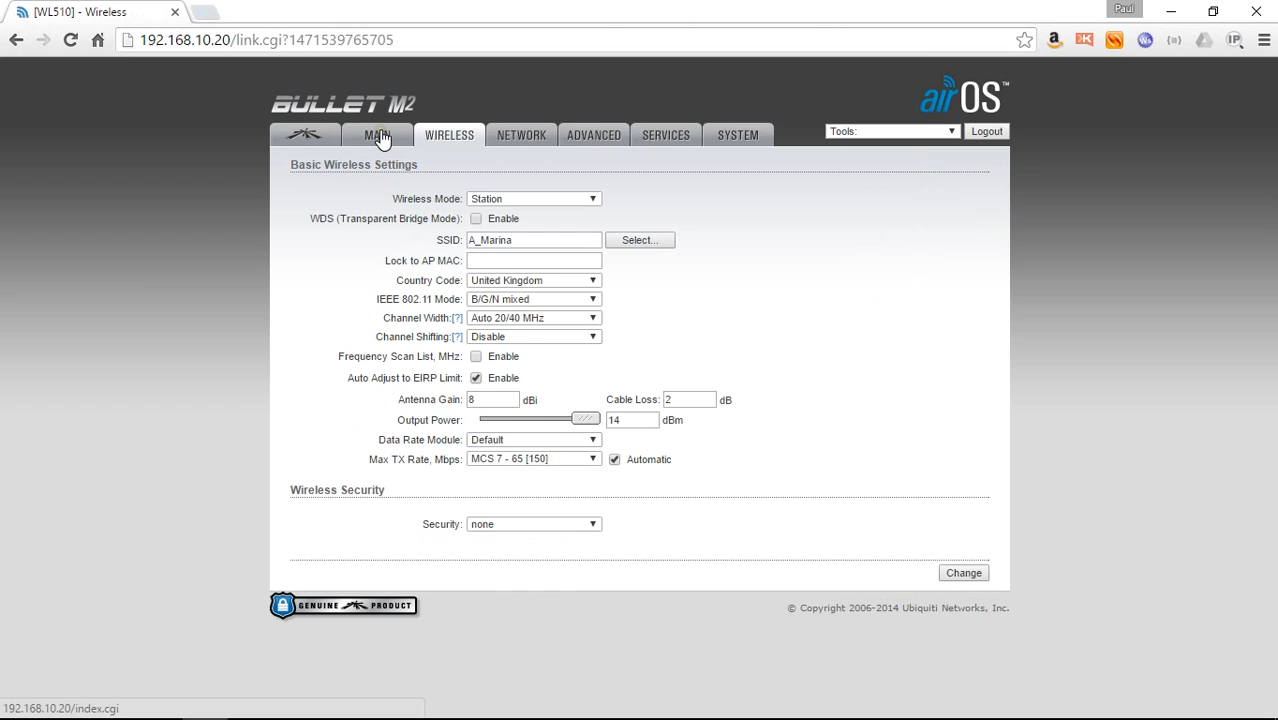 [WL510] - Wireless
Paul
192.168.10.20/link.cgi?1471539765705
BULLET M2
airOS™
MAIN WIRELESS NETWORK ADVANCED SERVICES SYSTEM Tools: Logout
Basic Wireless Settings
Wireless Mode: Station
WDS (Transparent Bridge Mode): Enable
SSID: A_Marina Select...
Lock to AP MAC:
Country Code: United Kingdom
IEEE 802.11 Mode: B/G/N mixed
Channel Width:[?] Auto 20/40 MHz
Channel Shifting:[?] Disable
Frequency Scan List, MHz: Enable
Auto Adjust to EIRP Limit: Enable
Antenna Gain: 8 dBi Cable Loss: 2 dB
Output Power: 14 dBm
Data Rate Module: Default
Max TX Rate, Mbps: MCS 7 - 65 [150] Automatic
Wireless Security
Security: none
Change
GENUINE PRODUCT
© Copyright 2006-2014 Ubiquiti Networks, Inc.
192.168.10.20/index.cgi